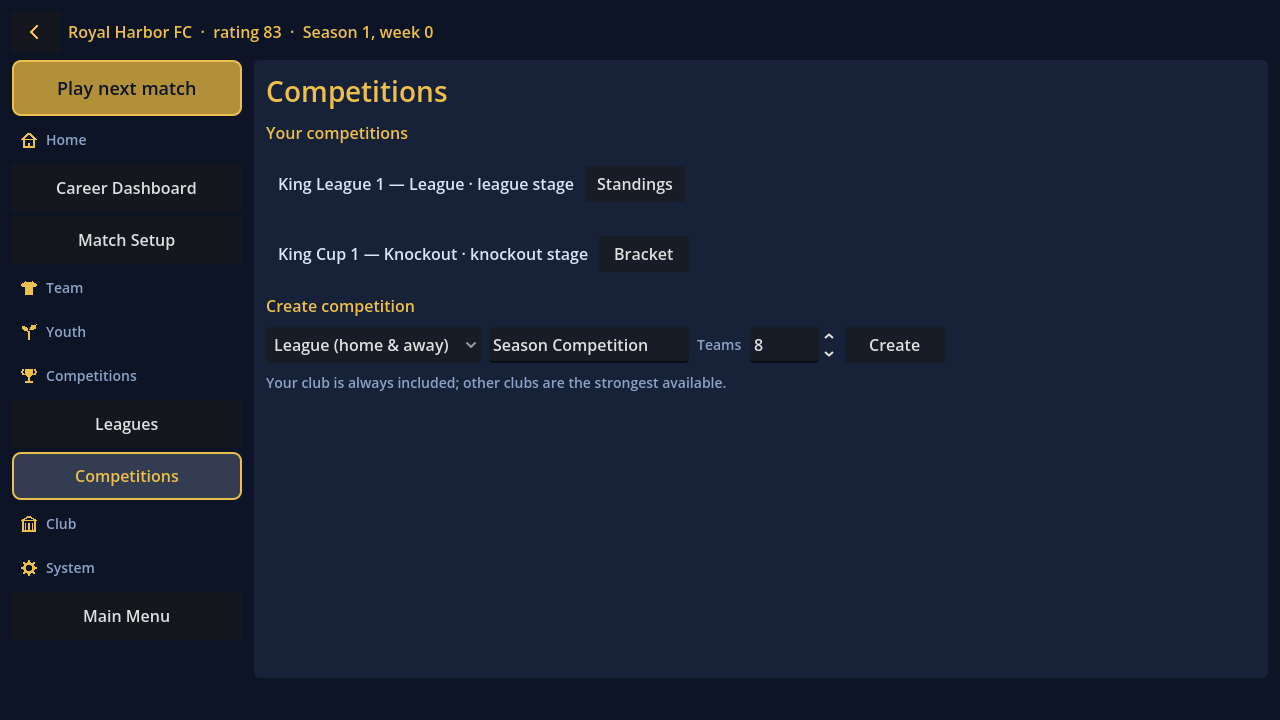 Royal Harbor FC · rating 83 · Season 1, week 0
Play next match
Home
Career Dashboard
Match Setup
Team
Youth
Competitions
Leagues
Competitions
Club
System
Main Menu
Competitions
Your competitions
King League 1 — League · league stage Standings
King Cup 1 — Knockout · knockout stage Bracket
Create competition
League (home & away) Season Competition Teams 8 Create
Your club is always included; other clubs are the strongest available.